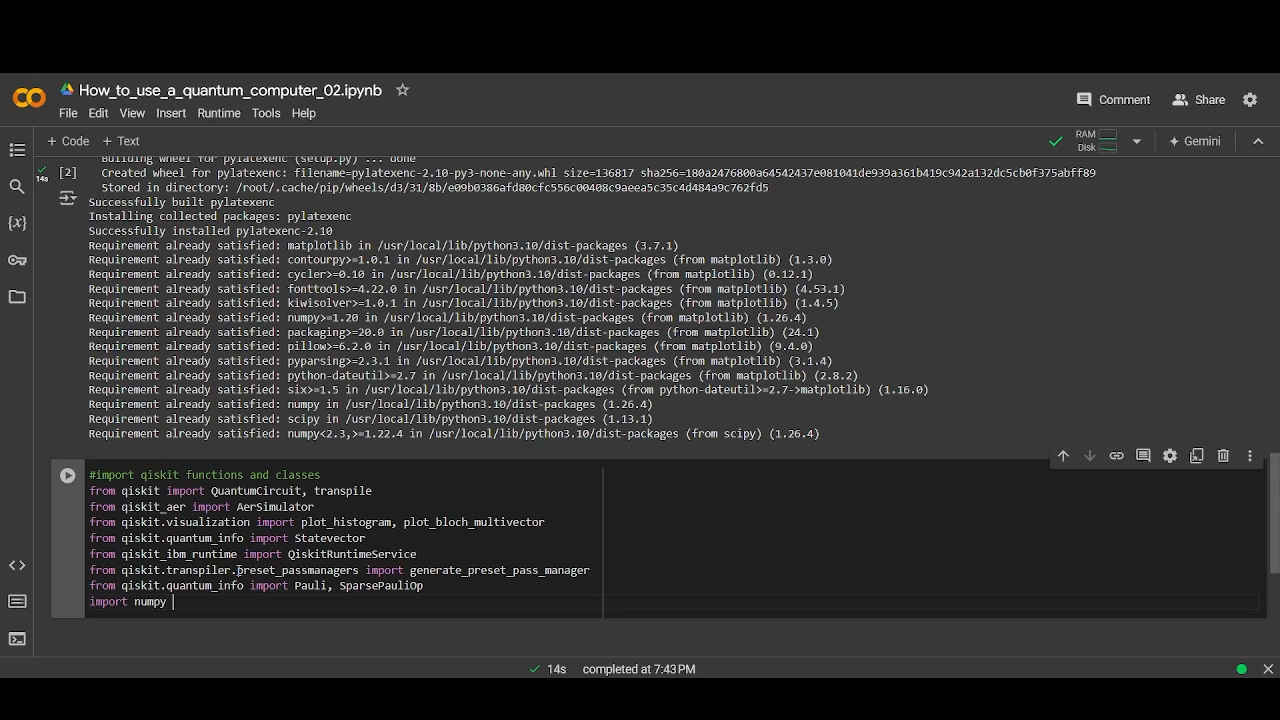 How_to_use_a_quantum_computer_02.ipynb
File Edit View Insert Runtime Tools Help
Comment
Share
+ Code + Text
RAM
Disk
Gemini
Building wheel for pylatexenc (setup.py) ... done
[2]
14s
Created wheel for pylatexenc: filename=pylatexenc-2.10-py3-none-any.whl size=136817 sha256=180a247c800a64542437e081041de939a361b419c942a132dc5cb0f375abff89
Stored in directory: /root/.cache/pip/wheels/d3/31/8b/e09b0386afd80cfc556c00408c9aeea5c35c4d484a9c762fd5
Successfully built pylatexenc
Installing collected packages: pylatexenc
Successfully installed pylatexenc-2.10
Requirement already satisfied: matplotlib in /usr/local/lib/python3.10/dist-packages (3.7.1)
Requirement already satisfied: contourpy>=1.0.1 in /usr/local/lib/python3.10/dist-packages (from matplotlib) (1.3.0)
Requirement already satisfied: cycler>=0.10 in /usr/local/lib/python3.10/dist-packages (from matplotlib) (0.12.1)
Requirement already satisfied: fonttools>=4.22.0 in /usr/local/lib/python3.10/dist-packages (from matplotlib) (4.53.1)
Requirement already satisfied: kiwisolver>=1.0.1 in /usr/local/lib/python3.10/dist-packages (from matplotlib) (1.4.5)
Requirement already satisfied: numpy>=1.20 in /usr/local/lib/python3.10/dist-packages (from matplotlib) (1.26.4)
Requirement already satisfied: packaging>=20.0 in /usr/local/lib/python3.10/dist-packages (from matplotlib) (24.1)
Requirement already satisfied: pillow>=6.2.0 in /usr/local/lib/python3.10/dist-packages (from matplotlib) (9.4.0)
Requirement already satisfied: pyparsing>=2.3.1 in /usr/local/lib/python3.10/dist-packages (from matplotlib) (3.1.4)
Requirement already satisfied: python-dateutil>=2.7 in /usr/local/lib/python3.10/dist-packages (from matplotlib) (2.8.2)
Requirement already satisfied: six>=1.5 in /usr/local/lib/python3.10/dist-packages (from python-dateutil>=2.7->matplotlib) (1.16.0)
Requirement already satisfied: numpy in /usr/local/lib/python3.10/dist-packages (1.26.4)
Requirement already satisfied: scipy in /usr/local/lib/python3.10/dist-packages (1.13.1)
Requirement already satisfied: numpy<2.3,>=1.22.4 in /usr/local/lib/python3.10/dist-packages (from scipy) (1.26.4)
#import qiskit functions and classes
from qiskit import QuantumCircuit, transpile
from qiskit_aer import AerSimulator
from qiskit.visualization import plot_histogram, plot_bloch_multivector
from qiskit.quantum_info import Statevector
from qiskit_ibm_runtime import QiskitRuntimeService
from qiskit.transpiler.preset_passmanagers import generate_preset_pass_manager
from qiskit.quantum_info import Pauli, SparsePauliOp
import numpy
14s completed at 7:43 PM